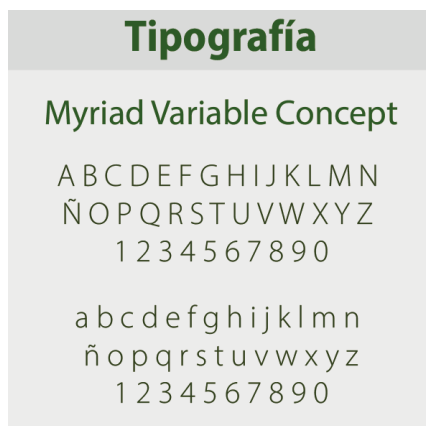 Tipografía
Myriad Variable Concept
A B C D E F G H I J K L M N
Ñ O P Q R S T U V W X Y Z
1 2 3 4 5 6 7 8 9 0
a b c d e f g h i j k l m n
ñ o p q r s t u v w x y z
1 2 3 4 5 6 7 8 9 0